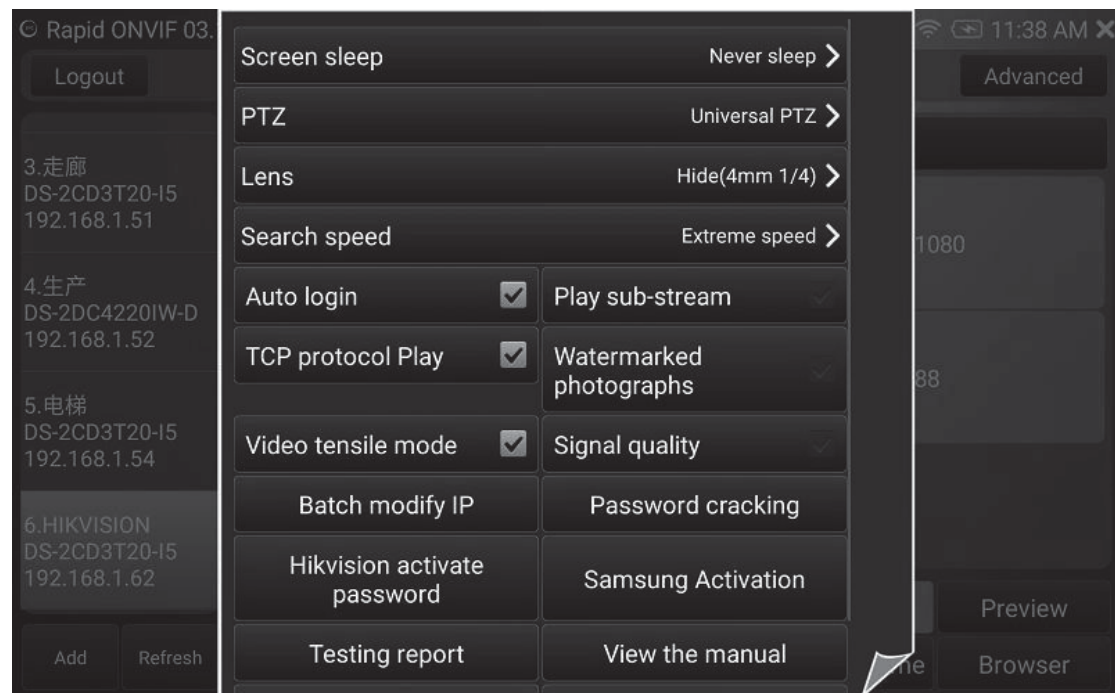 Rapid ONVIF 03.
11:38 AM
Logout
Advanced
3.走廊
DS-2CD3T20-I5
192.168.1.51
4.生产
DS-2DC4220IW-D
192.168.1.52
5.电梯
DS-2CD3T20-I5
192.168.1.54
6.HIKVISION
DS-2CD3T20-I5
192.168.1.62
Add
Refresh
Screen sleep
Never sleep
PTZ
Universal PTZ
Lens
Hide(4mm 1/4)
Search speed
Extreme speed
Auto login
Play sub-stream
TCP protocol Play
Watermarked
photographs
Video tensile mode
Signal quality
Batch modify IP
Password cracking
Hikvision activate
password
Samsung Activation
Testing report
View the manual
1080
88
Preview
ne
Browser